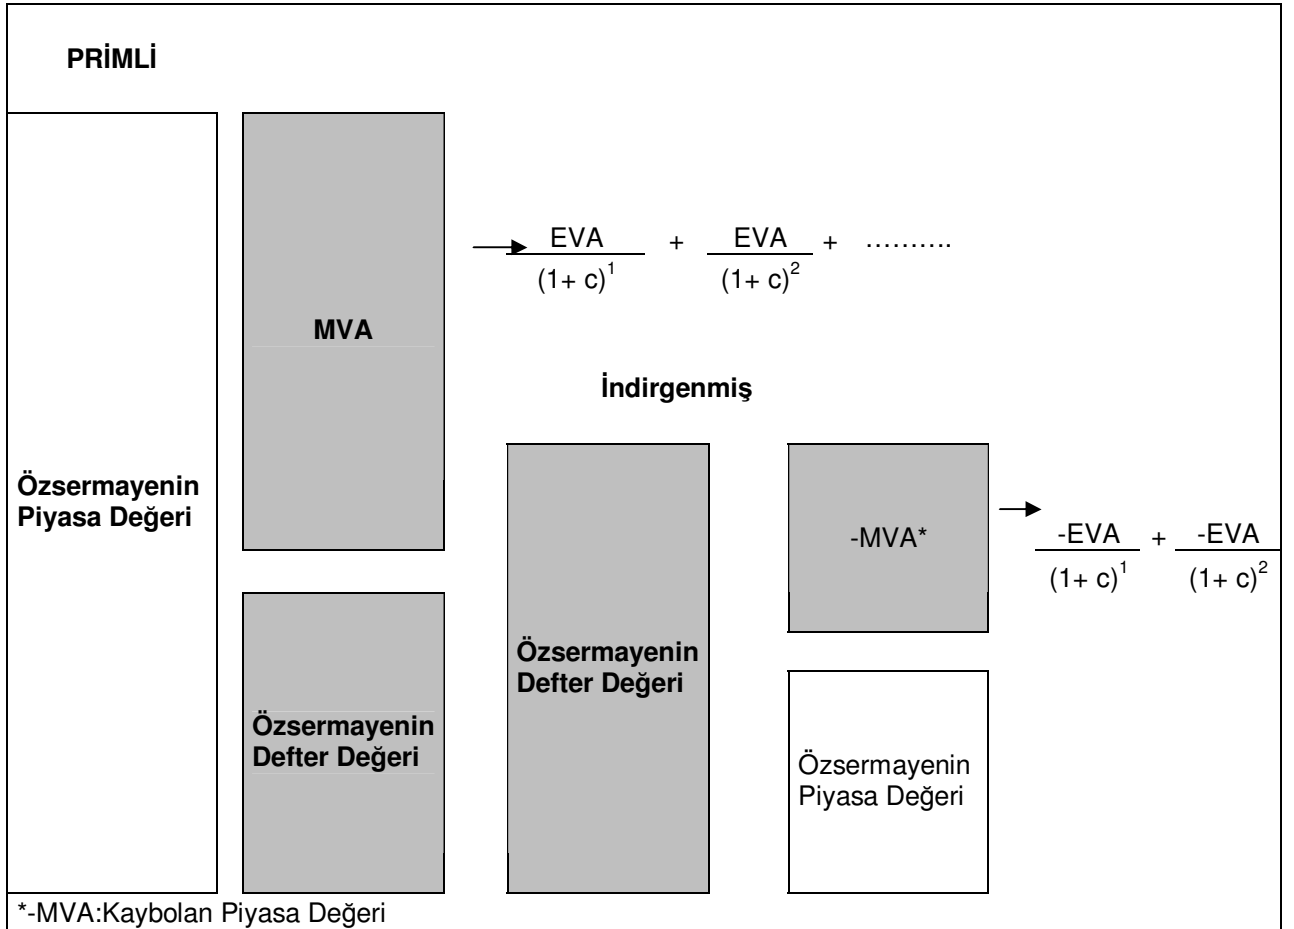 PRİMLİ
EVA + EVA + ……….
(1+ c)^1 (1+ c)^2
MVA
İndirgenmiş
Özsermayenin
Piyasa Değeri
-MVA*
-EVA + -EVA
(1+ c)^1 (1+ c)^2
Özsermayenin
Defter Değeri
Özsermayenin
Defter Değeri
Özsermayenin
Piyasa Değeri
*-MVA:Kaybolan Piyasa Değeri